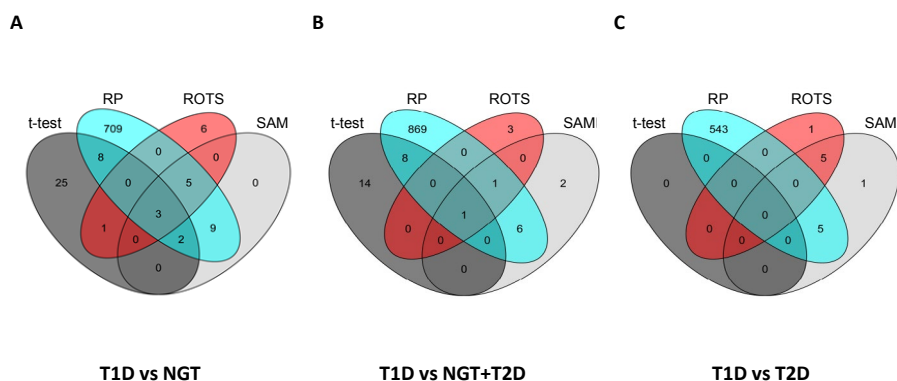 A
B
C
RP ROTS
t-test SAM
709 6
8 0 0
25 0 5 0
3
1 0 2 9
0
T1D vs NGT
RP ROTS
t-test SAM
869 3
8 0 0
14 0 1 2
1
0 0 0 6
0
T1D vs NGT+T2D
RP ROTS
t-test SAM
543 1
0 0 5
0 0 0 1
0
0 0 0 5
0
T1D vs T2D